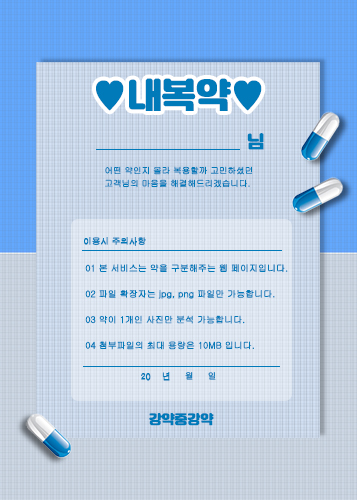 ♥내복약♥
님
어떤 약인지 몰라 복용할까 고민하셨던
고객님의 마음을 해결해드리겠습니다.
이용시 주의사항
01 본 서비스는 약을 구분해주는 웹 페이지입니다.
02 파일 확장자는 jpg, png 파일만 가능합니다.
03 약이 1개인 사진만 분석 가능합니다.
04 첨부파일의 최대 용량은 10MB 입니다.
20 년 월 일
강약중강약